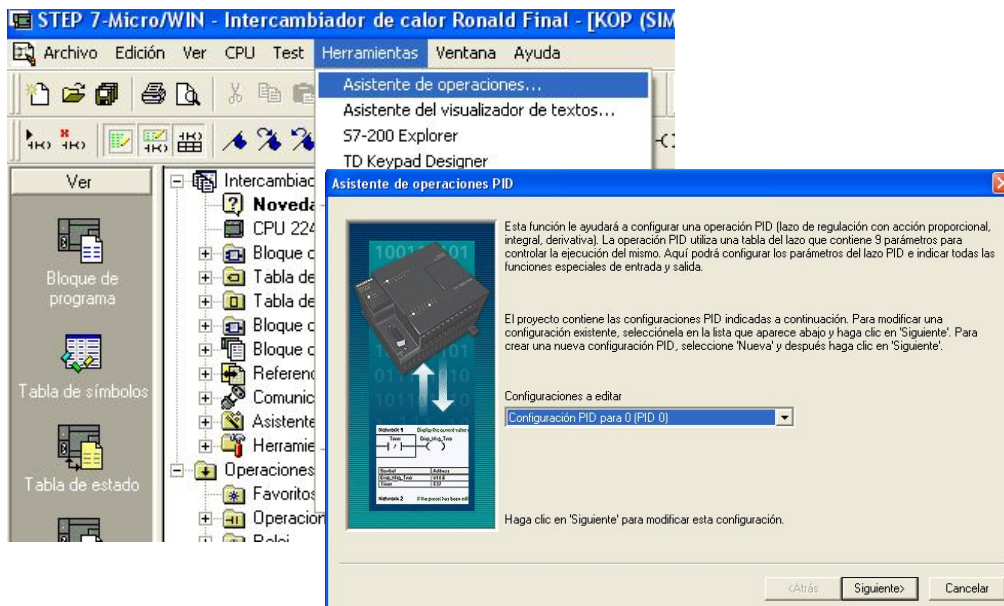 STEP 7-Micro/WIN - Intercambiador de calor Ronald Final - [KOP (SIM
Archivo Edición Ver CPU Test Herramientas Ventana Ayuda
Asistente de operaciones...
Asistente del visualizador de textos...
S7-200 Explorer
TD Keypad Designer
Ver
Bloque de
programa
Tabla de símbolos
Tabla de estado
Intercambiac
Noveda
CPU 224
Bloque c
Tabla de
Tabla de
Bloque c
Bloque c
Referenc
Comunic
Asistente
Herramie
Operaciones
Favoritos
Operacion
Reloj
Asistente de operaciones PID
Esta función le ayudará a configurar una operación PID (lazo de regulación con acción proporcional,
integral, derivativa). La operación PID utiliza una tabla del lazo que contiene 9 parámetros para
controlar la ejecución del mismo. Aquí podrá configurar los parámetros del lazo PID e indicar todas las
funciones especiales de entrada y salida.
El proyecto contiene las configuraciones PID indicadas a continuación. Para modificar una
configuración existente, selecciónela en la lista que aparece abajo y haga clic en 'Siguiente'. Para
crear una nueva configuración PID, seleccione 'Nueva' y después haga clic en 'Siguiente'.
Configuraciones a editar
Configuración PID para 0 (PID 0)
Haga clic en 'Siguiente' para modificar esta configuración.
<Atrás Siguiente> Cancelar